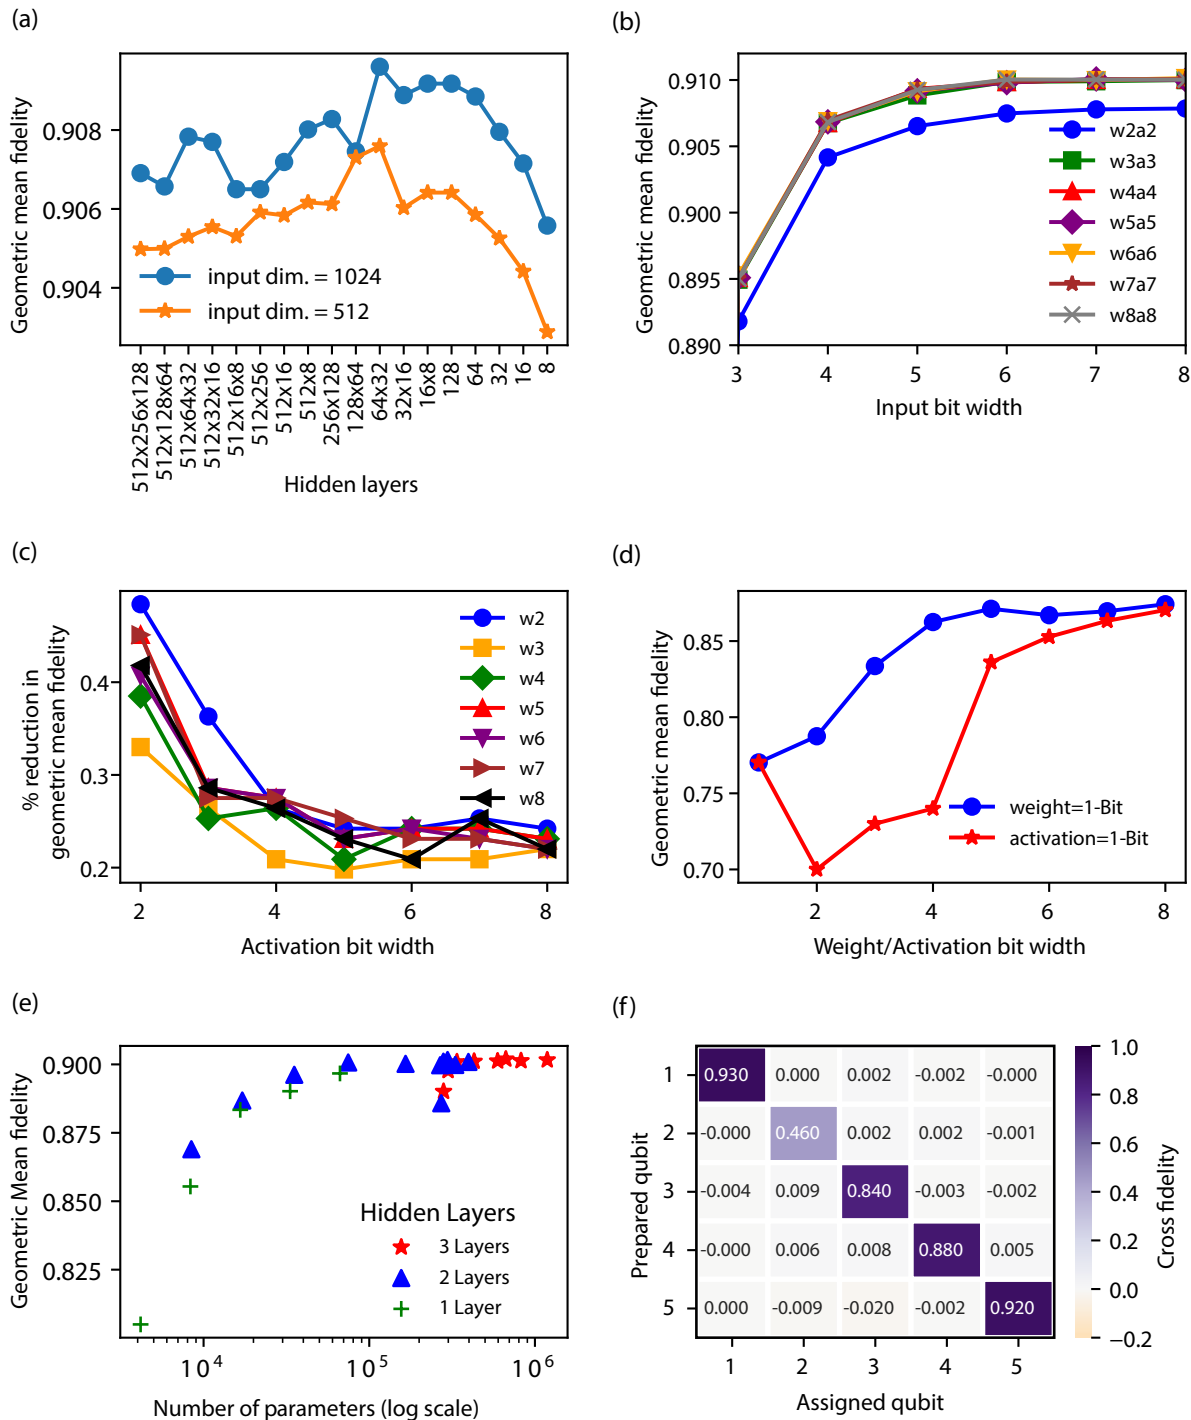 (a)
Geometric mean fidelity
0.908
0.906
0.904
input dim. = 1024
input dim. = 512
512x256x128
512x128x64
512x64x32
512x32x16
512x16x8
512x256
512x16
512x8
256x128
128x64
64x32
32x16
16x8
128
64
32
16
8
Hidden layers
(b)
Geometric mean fidelity
0.910
0.905
0.900
0.895
0.890
w2a2
w3a3
w4a4
w5a5
w6a6
w7a7
w8a8
3 4 5 6 7 8
Input bit width
(c)
% reduction in
geometric mean fidelity
0.4
0.3
0.2
w2
w3
w4
w5
w6
w7
w8
2 4 6 8
Activation bit width
(d)
Geometric mean fidelity
0.85
0.80
0.75
0.70
weight=1-Bit
activation=1-Bit
2 4 6 8
Weight/Activation bit width
(e)
Geometric Mean fidelity
0.900
0.875
0.850
0.825
Hidden Layers
3 Layers
2 Layers
1 Layer
10⁴ 10⁵ 10⁶
Number of parameters (log scale)
(f)
Prepared qubit
1 0.930 0.000 0.002 -0.002 -0.000
2 -0.000 0.460 0.002 0.002 -0.001
3 -0.004 0.009 0.840 -0.003 -0.002
4 -0.000 0.006 0.008 0.880 0.005
5 0.000 -0.009 -0.020 -0.002 0.920
1 2 3 4 5
Assigned qubit
1.0
0.8
0.6
0.4
0.2
0.0
−0.2
Cross fidelity